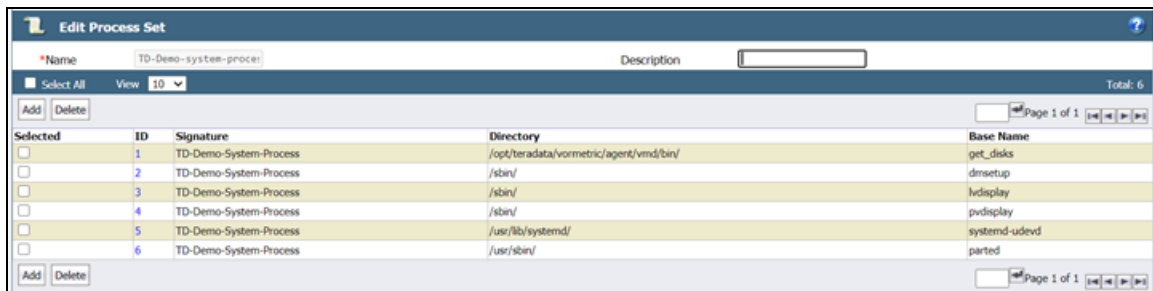 Edit Process Set
*Name TD-Demo-system-proce Description
Select All View 10 Total: 6
Add Delete Page 1 of 1
Selected ID Signature Directory Base Name
1 TD-Demo-System-Process /opt/teradata/vormetric/agent/vmd/bin/ get_disks
2 TD-Demo-System-Process /sbin/ dmsetup
3 TD-Demo-System-Process /sbin/ lvdisplay
4 TD-Demo-System-Process /sbin/ pvdisplay
5 TD-Demo-System-Process /usr/lib/systemd/ systemd-udevd
6 TD-Demo-System-Process /usr/sbin/ parted
Add Delete Page 1 of 1